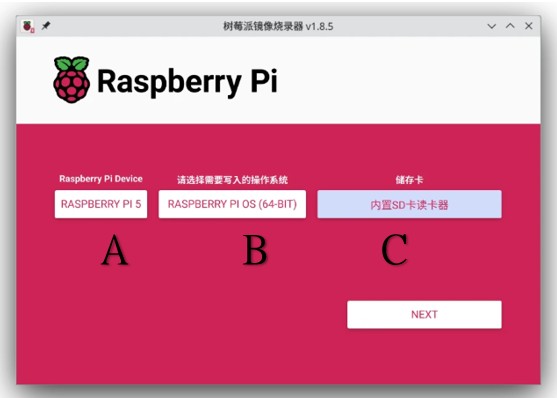 树莓派镜像烧录器 v1.8.5
Raspberry Pi
Raspberry Pi Device
请选择需要写入的操作系统
储存卡
RASPBERRY PI 5
RASPBERRY PI OS (64-BIT)
内置SD卡读卡器
A
B
C
NEXT